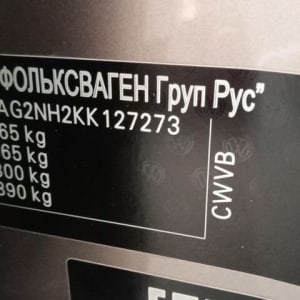 ФОЛЬКСВАГЕН Груп Рус”
AG2NH2KK127273
65 kg
65 kg
300 kg
390 kg
CWVB